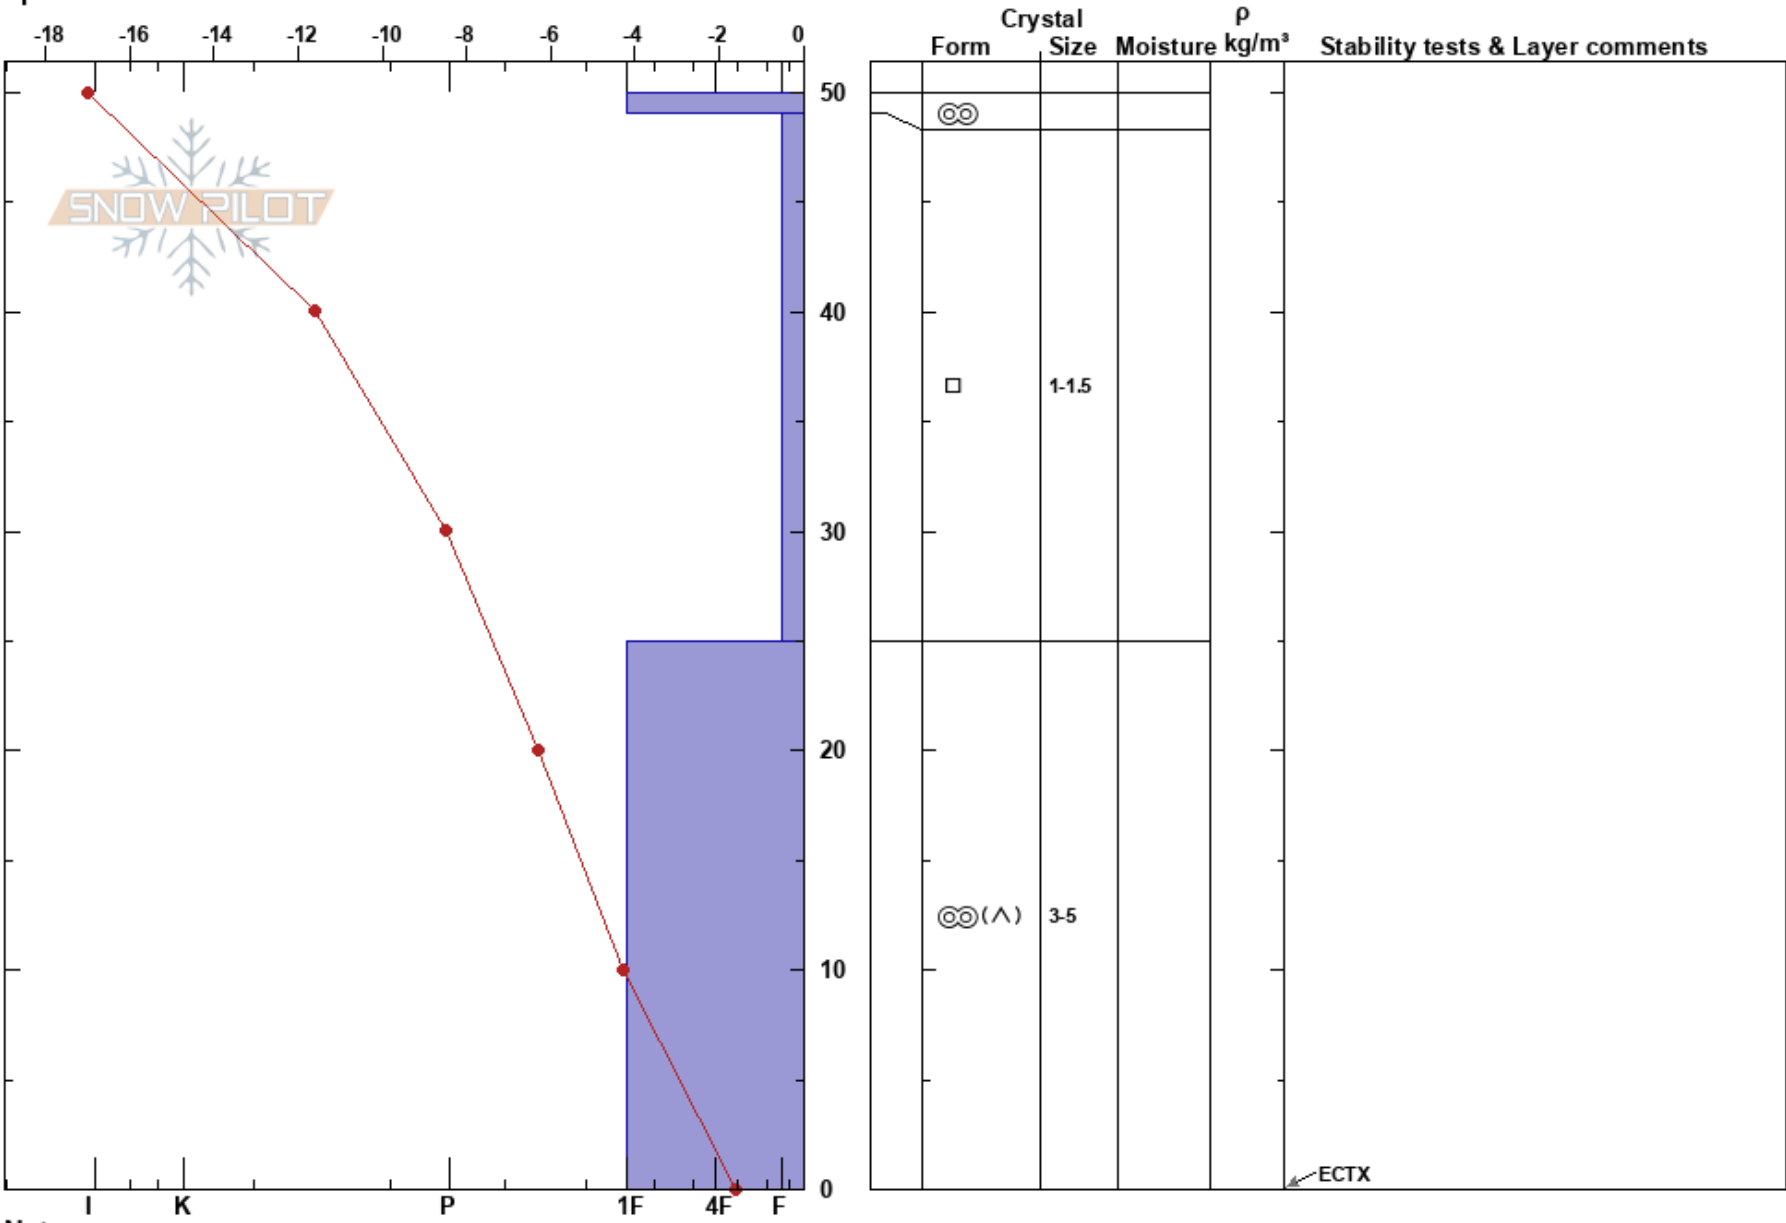 Crystal ρ
-18 -16 -14 -12 -10 -8 -6 -4 -2 0 Form Size Moisture kg/m³ Stability tests & Layer comments
50
SNOW PILOT
40
1-1.5
30
20
(∧) 3-5
10
ECTX
0
I K P 1F 4F F